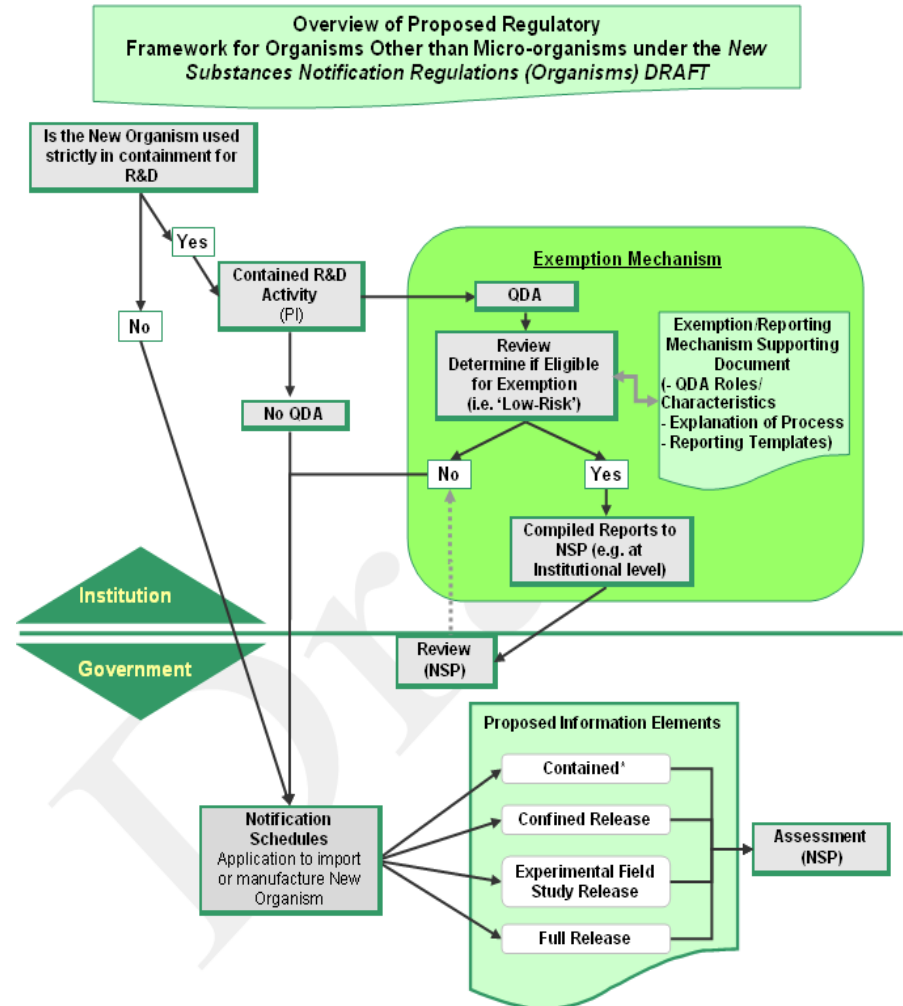 Overview of Proposed Regulatory
Framework for Organisms Other than Micro-organisms under the New
Substances Notification Regulations (Organisms) DRAFT
Is the New Organism used
strictly in containment for
R&D
Yes
No
Contained R&D
Activity
(PI)
No QDA
Exemption Mechanism
QDA
Review
Determine if Eligible
for Exemption
(i.e. ‘Low-Risk’)
Exemption/Reporting
Mechanism Supporting
Document
(- QDA Roles/
Characteristics
- Explanation of Process
- Reporting Templates)
No
Yes
Compiled Reports to
NSP (e.g. at
Institutional level)
Institution
Government
Review
(NSP)
Proposed Information Elements
Contained*
Confined Release
Experimental Field
Study Release
Full Release
Notification
Schedules
Application to import
or manufacture New
Organism
Assessment
(NSP)
Draft